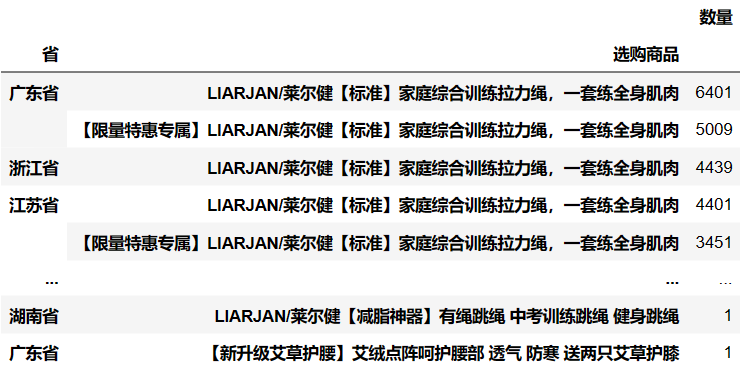 数量
省 选购商品
广东省 LIARJAN/莱尔健【标准】家庭综合训练拉力绳，一套练全身肌肉 6401
【限量特惠专属】LIARJAN/莱尔健【标准】家庭综合训练拉力绳，一套练全身肌肉 5009
浙江省 LIARJAN/莱尔健【标准】家庭综合训练拉力绳，一套练全身肌肉 4439
江苏省 LIARJAN/莱尔健【标准】家庭综合训练拉力绳，一套练全身肌肉 4401
【限量特惠专属】LIARJAN/莱尔健【标准】家庭综合训练拉力绳，一套练全身肌肉 3451
... ... ...
湖南省 LIARJAN/莱尔健【减脂神器】有绳跳绳 中考训练跳绳 健身跳绳 1
广东省 【新升级艾草护腰】艾绒点阵呵护腰部 透气 防寒 送两只艾草护膝 1